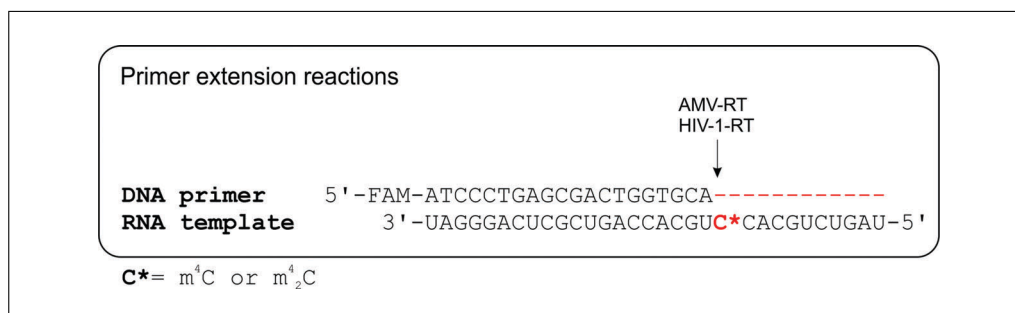 Primer extension reactions
AMV-RT
HIV-1-RT
DNA primer 5'-FAM-ATCCCTGAGCGACTGGTGCA------------
RNA template 3'-UAGGGACUCGCUGACCACGUC*CACGUCUGAU-5'
C*= m⁴C or m⁴₂C